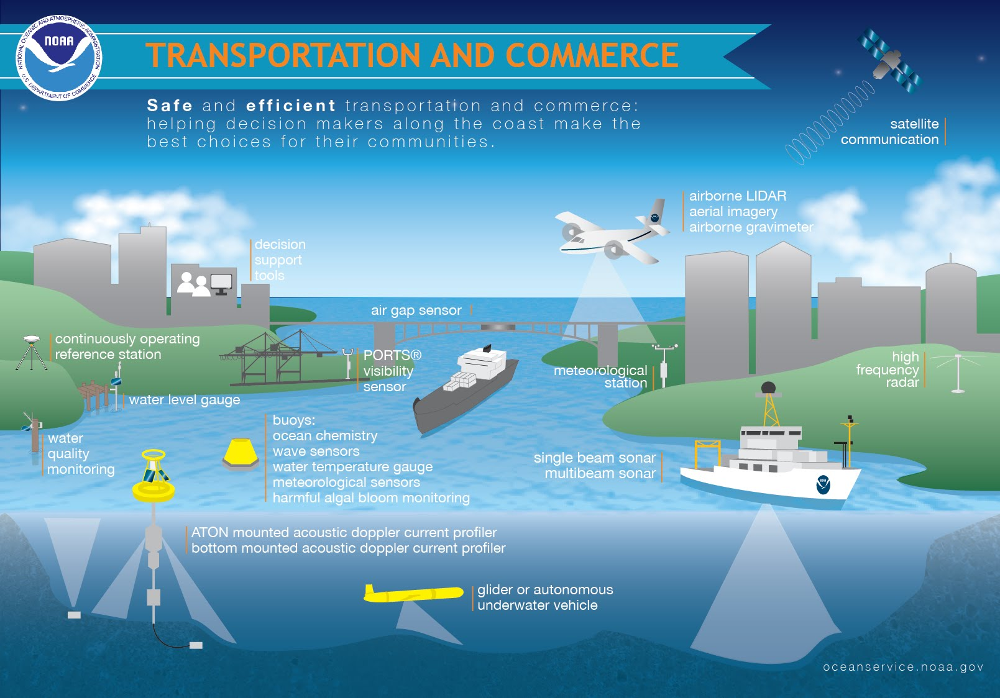 NATIONAL OCEANIC AND ATMOSPHERIC ADMINISTRATION
U.S. DEPARTMENT OF COMMERCE
NOAA
TRANSPORTATION AND COMMERCE
Safe and efficient transportation and commerce:
helping decision makers along the coast make the
best choices for their communities.
satellite
communication
airborne LIDAR
aerial imagery
airborne gravimeter
decision
support
tools
air gap sensor
continuously operating
reference station
PORTS®
visibility
sensor
meteorological
station
high
frequency
radar
water level gauge
water
quality
monitoring
buoys:
ocean chemistry
wave sensors
water temperature gauge
meteorological sensors
harmful algal bloom monitoring
single beam sonar
multibeam sonar
NOAA
ATON mounted acoustic doppler current profiler
bottom mounted acoustic doppler current profiler
glider or autonomous
underwater vehicle
oceanservice.noaa.gov